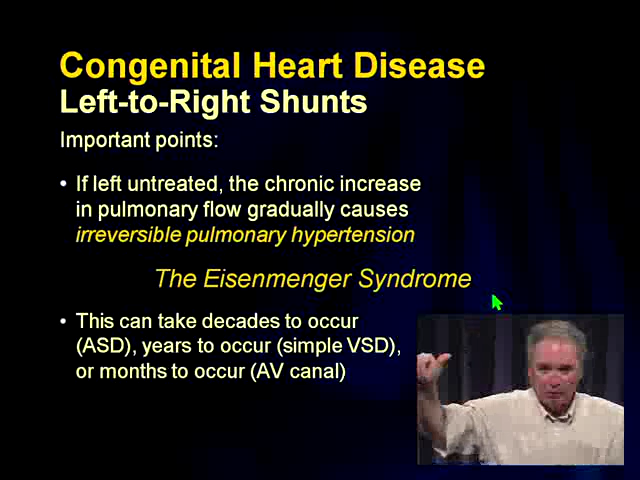 Congenital Heart Disease
Left-to-Right Shunts
Important points:
• If left untreated, the chronic increase
in pulmonary flow gradually causes
irreversible pulmonary hypertension
The Eisenmenger Syndrome
• This can take decades to occur
(ASD), years to occur (simple VSD),
or months to occur (AV canal)